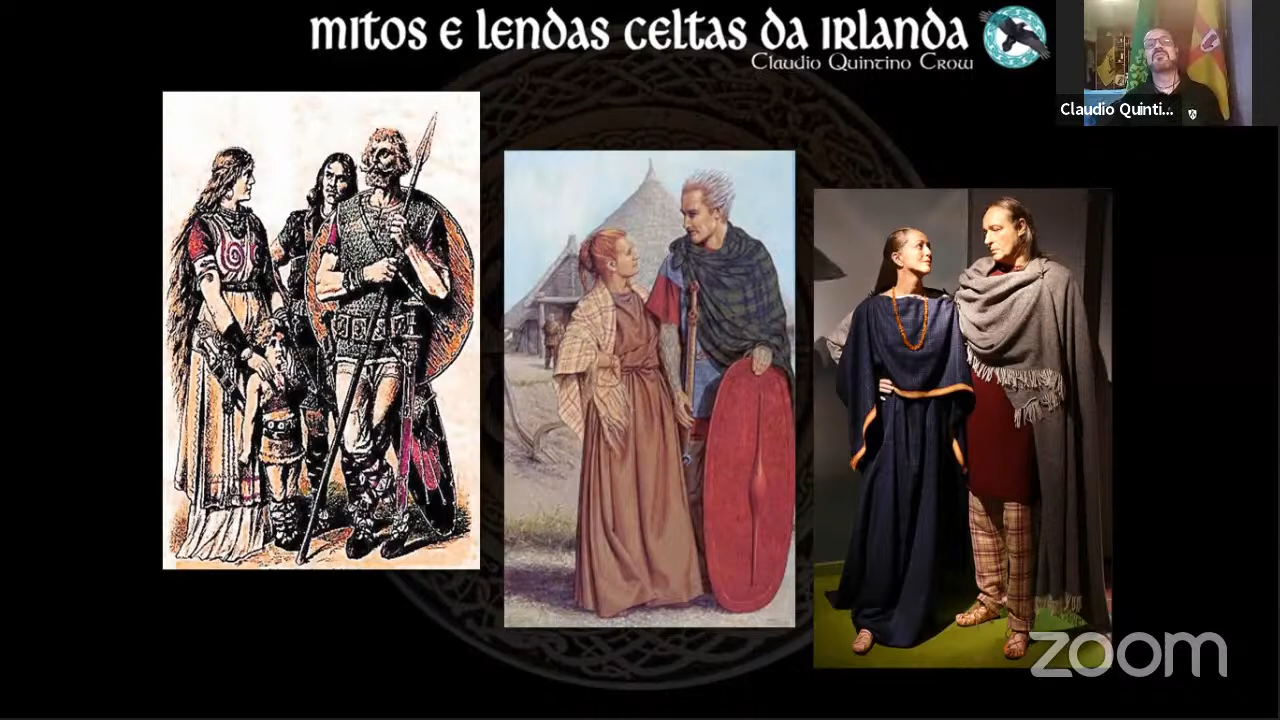 mitos e lendas celtas da irlanda
Claudio Quintino Crow
Claudio Quinti...
zoom